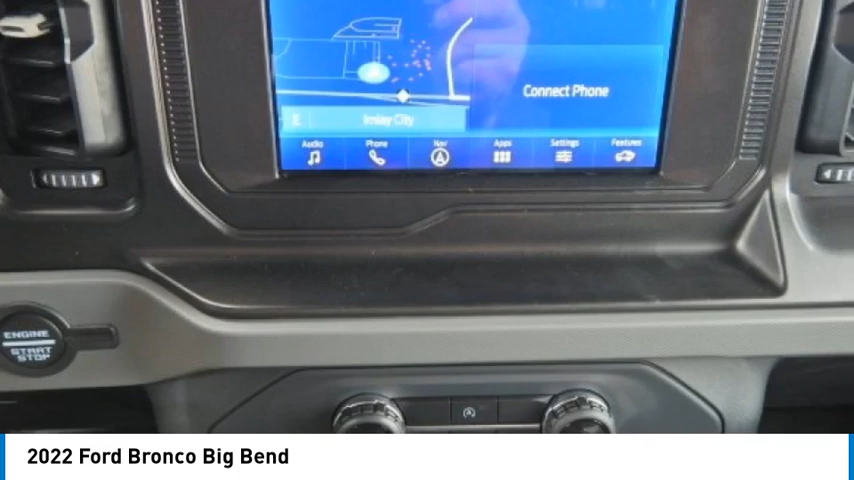 Connect Phone
E Imlay City
Audio Phone Nav Apps Settings Features
ENGINE
START
STOP
A
2022 Ford Bronco Big Bend